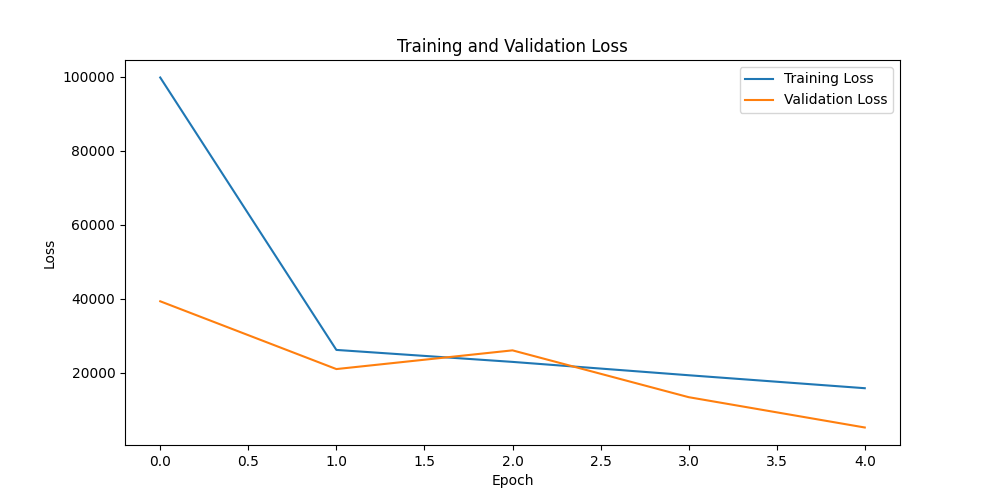 Training and Validation Loss
Training Loss
Validation Loss
100000
80000
60000
40000
20000
Loss
0.0 0.5 1.0 1.5 2.0 2.5 3.0 3.5 4.0
Epoch